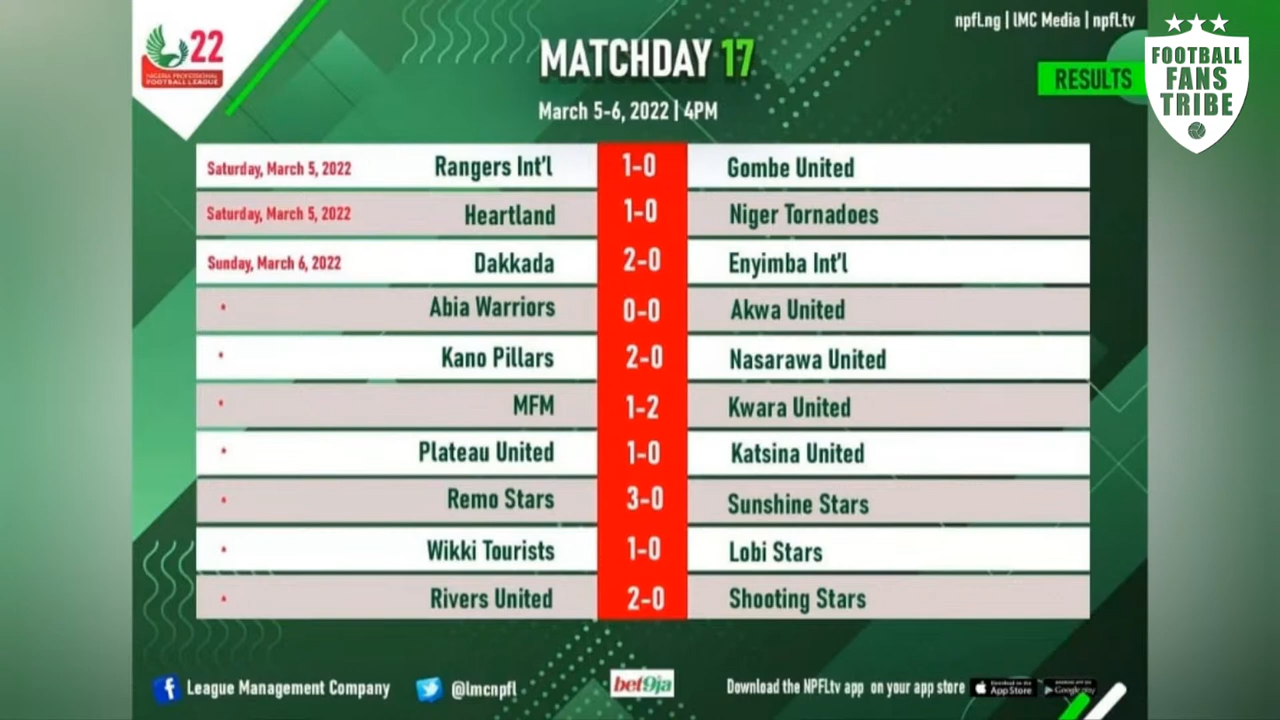 npfl.ng | lMC Media | npfl.tv
22
NIGERIA PROFESSIONAL
FOOTBALL LEAGUE
MATCHDAY 17
RESULTS
FOOTBALL
FANS
TRIBE
March 5-6, 2022 | 4PM
Saturday, March 5, 2022 Rangers Int'l 1-0 Gombe United
Saturday, March 5, 2022 Heartland 1-0 Niger Tornadoes
Sunday, March 6, 2022 Dakkada 2-0 Enyimba Int'l
Abia Warriors 0-0 Akwa United
Kano Pillars 2-0 Nasarawa United
MFM 1-2 Kwara United
Plateau United 1-0 Katsina United
Remo Stars 3-0 Sunshine Stars
Wikki Tourists 1-0 Lobi Stars
Rivers United 2-0 Shooting Stars
League Management Company @lmcnpfl bet9ja Download the NPFLtv app on your app store App Store Google play